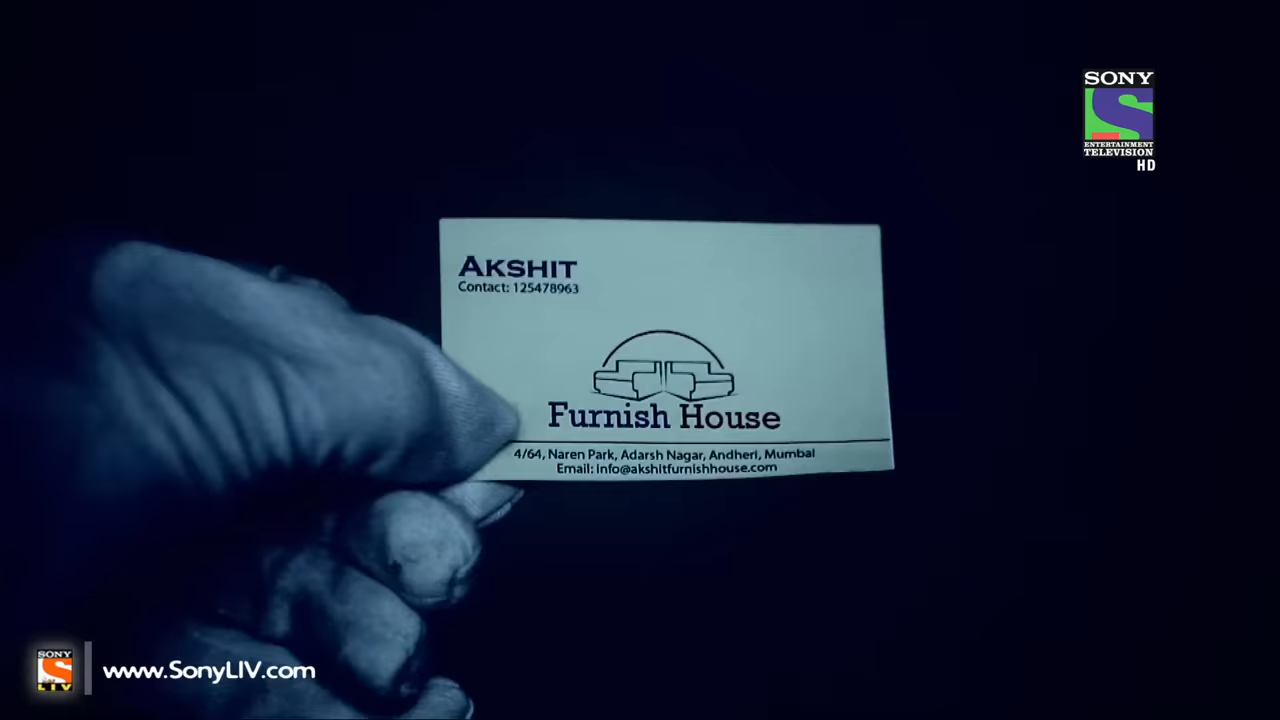 SONY
ENTERTAINMENT
TELEVISION
HD
AKSHIT
Contact: 125478963
Furnish House
4/64, Naren Park, Adarsh Nagar, Andheri, Mumbai
Email: info@akshitfurnishhouse.com
SONY
LIV
www.SonyLIV.com